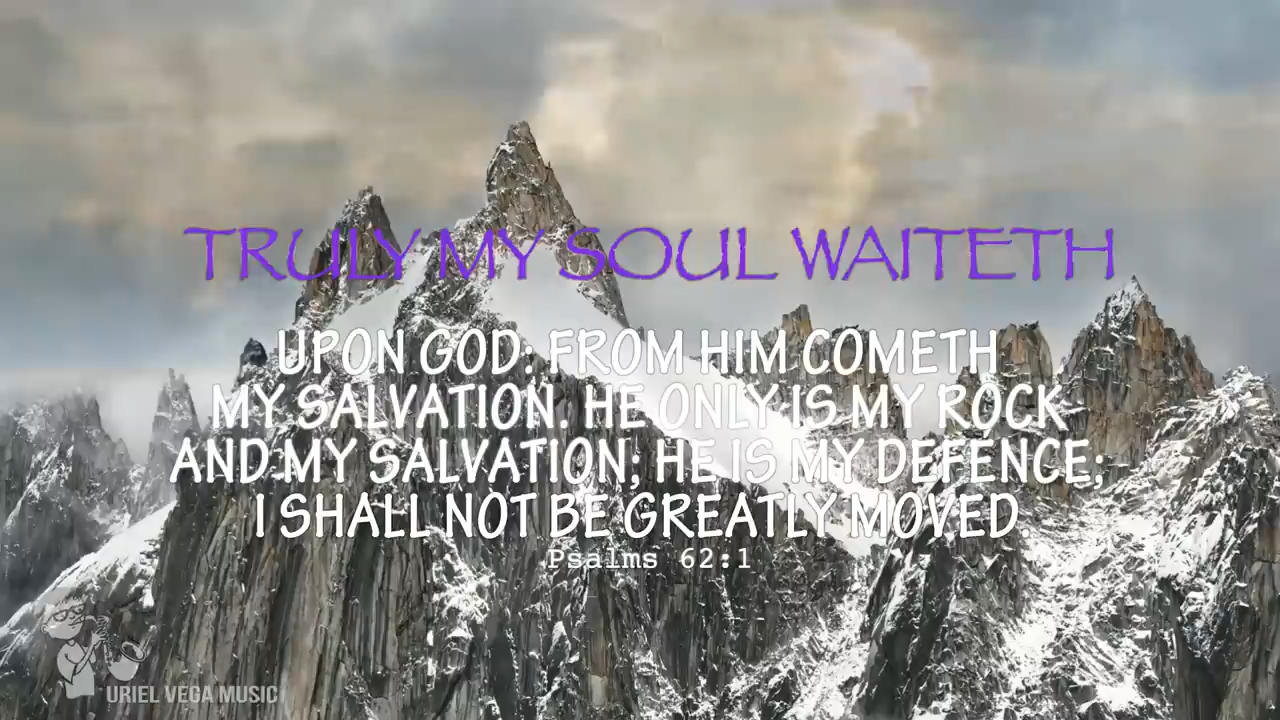 TRULY MY SOUL WAITETH
UPON GOD: FROM HIM COMETH
MY SALVATION. HE ONLY IS MY ROCK
AND MY SALVATION; HE IS MY DEFENCE;
I SHALL NOT BE GREATLY MOVED.
Psalms 62:1
URIEL VEGA MUSIC